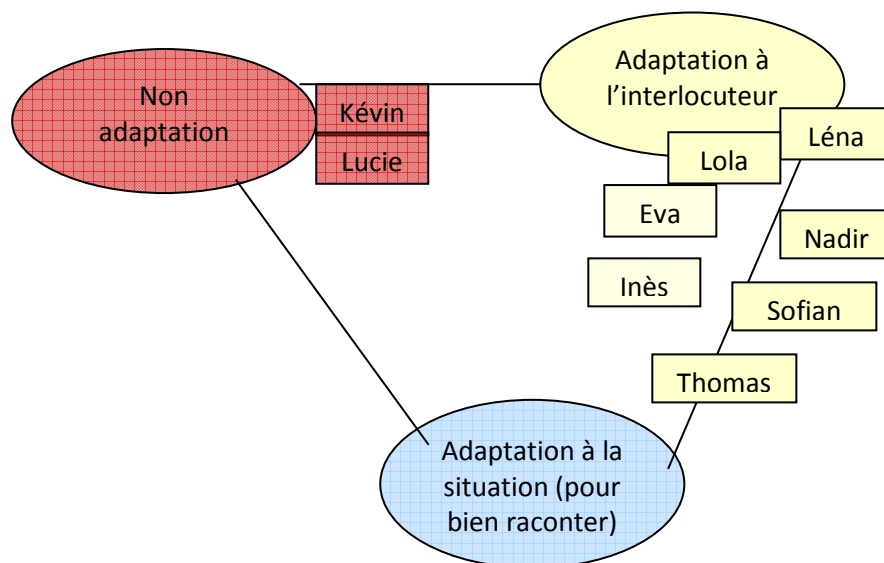 Non
adaptation
Kévin
Lucie
Adaptation à
l’interlocuteur
Léna
Lola
Eva
Nadir
Inès
Sofian
Thomas
Adaptation à la
situation (pour
bien raconter)